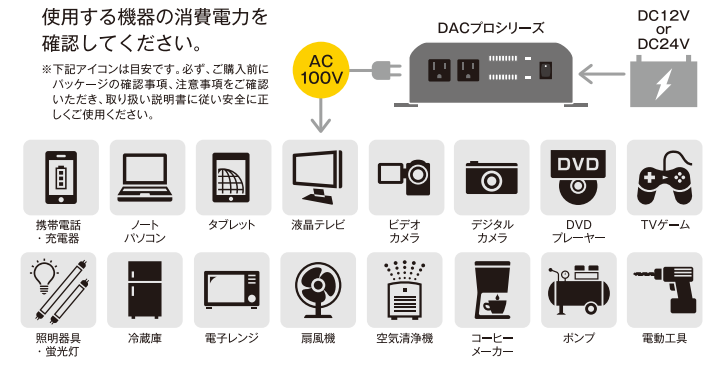 使用する機器の消費電力を
確認してください。
※下記アイコンは目安です。必ず、ご購入前に
パッケージの確認事項、注意事項をご確認
いただき、取り扱い説明書に従い安全に正
しくご使用ください。
AC
100V
DACプロシリーズ
DC12V
or
DC24V
DVD
携帯電話
・充電器
ノート
パソコン
タブレット
液晶テレビ
ビデオ
カメラ
デジタル
カメラ
DVD
プレーヤー
TVゲーム
照明器具
・蛍光灯
冷蔵庫
電子レンジ
扇風機
空気清浄機
コーヒー
メーカー
ポンプ
電動工具